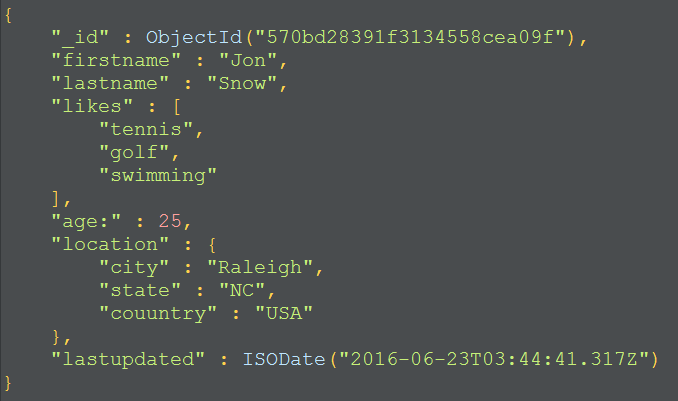 {
    "_id" : ObjectId("570bd28391f3134558cea09f"),
    "firstname" : "Jon",
    "lastname" : "Snow",
    "likes" : [
        "tennis",
        "golf",
        "swimming"
    ],
    "age:" : 25,
    "location" : {
        "city" : "Raleigh",
        "state" : "NC",
        "couuntry" : "USA"
    },
    "lastupdated" : ISODate("2016-06-23T03:44:41.317Z")
}